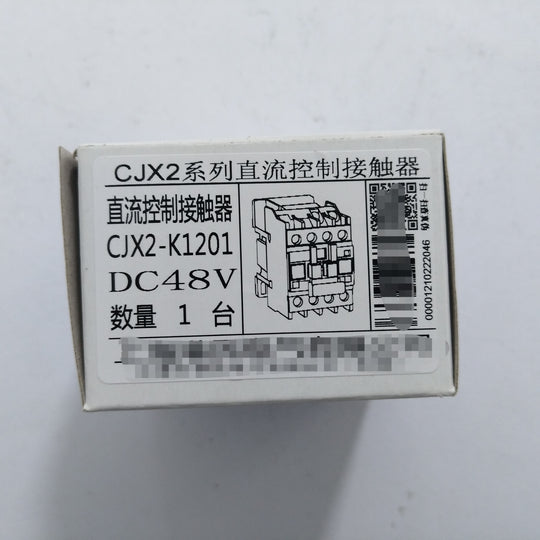 CJX2系列直流控制接触器
直流控制接触器
CJX2-K1201
DC48V
数量 1 台
00001210222046